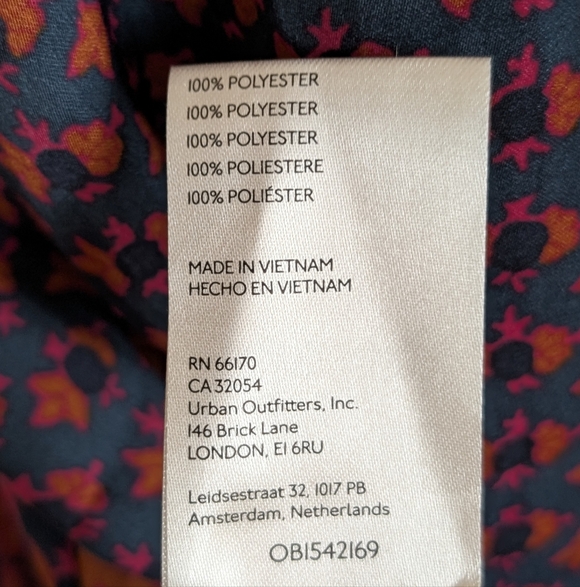 100% POLYESTER
100% POLYESTER
100% POLYESTER
100% POLIESTERE
100% POLIÉSTER
MADE IN VIETNAM
HECHO EN VIETNAM
RN 66170
CA 32054
Urban Outfitters, Inc.
146 Brick Lane
LONDON, E1 6RU
Leidsestraat 32, 1017 PB
Amsterdam, Netherlands
OB1542169